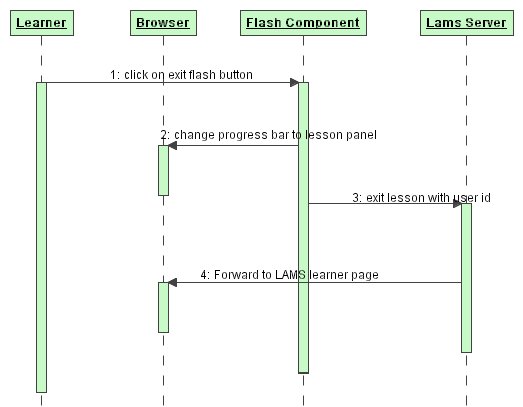 Learner
Browser
Flash Component
Lams Server
1: click on exit flash button
2: change progress bar to lesson panel
3: exit lesson with user id
4: Forward to LAMS learner page